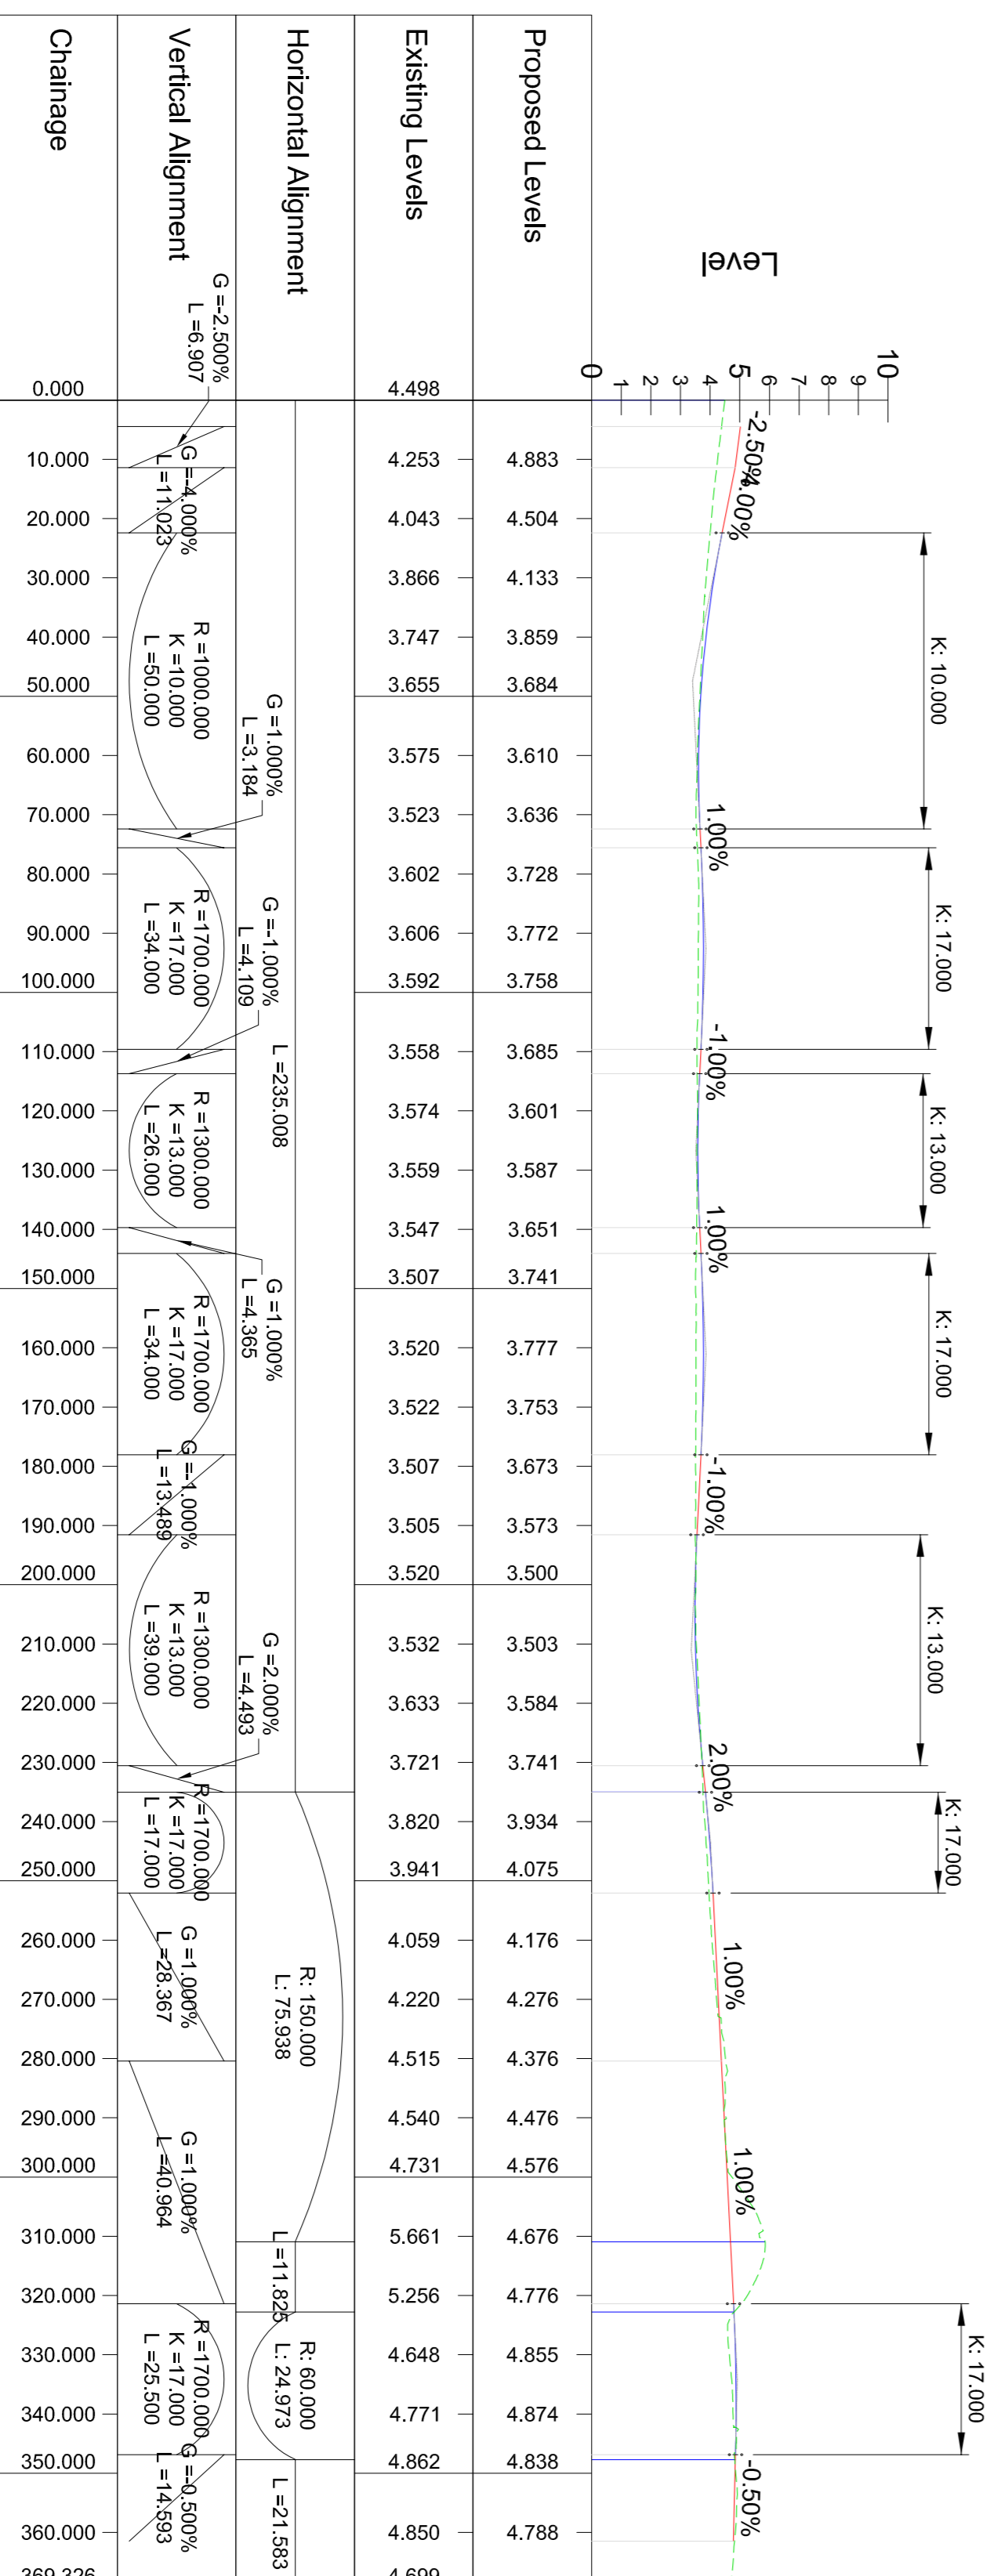 Level
10
9
8
7
6
5
4
3
2
1
0
K: 10.000
K: 17.000
K: 13.000
K: 17.000
K: 13.000
K: 17.000
K: 17.000
-2.50%
-4.00%
1.00%
-1.00%
1.00%
-1.00%
2.00%
1.00%
1.00%
-0.50%
Proposed Levels
4.883
4.504
4.133
3.859
3.684
3.610
3.636
3.728
3.772
3.758
3.685
3.601
3.587
3.651
3.741
3.777
3.753
3.673
3.573
3.500
3.503
3.584
3.741
3.934
4.075
4.176
4.276
4.376
4.476
4.576
4.676
4.776
4.855
4.874
4.838
4.788
Existing Levels
4.498
4.253
4.043
3.866
3.747
3.655
3.575
3.523
3.602
3.606
3.592
3.558
3.574
3.559
3.547
3.507
3.520
3.522
3.507
3.505
3.520
3.532
3.633
3.721
3.820
3.941
4.059
4.220
4.515
4.540
4.731
5.661
5.256
4.648
4.771
4.862
4.850
4.699
Horizontal Alignment
L =235.008
R: 150.000
L: 75.938
L =11.825
R: 60.000
L: 24.973
L =21.583
Vertical Alignment
G =-2.500%
L =6.907
G =-4.000%
L =11.023
R =1000.000
K =10.000
L =50.000
G =1.000%
L =3.184
R =1700.000
K =17.000
L =34.000
G =-1.000%
L =4.109
R =1300.000
K =13.000
L =26.000
G =1.000%
L =4.365
R =1700.000
K =17.000
L =34.000
G =-1.000%
L =13.489
R =1300.000
K =13.000
L =39.000
G =2.000%
L =4.493
R =1700.000
K =17.000
L =17.000
G =1.000%
L =28.367
G =1.000%
L =40.964
R =1700.000
K =17.000
L =25.500
G =-0.500%
L =14.593
Chainage
0.000
10.000
20.000
30.000
40.000
50.000
60.000
70.000
80.000
90.000
100.000
110.000
120.000
130.000
140.000
150.000
160.000
170.000
180.000
190.000
200.000
210.000
220.000
230.000
240.000
250.000
260.000
270.000
280.000
290.000
300.000
310.000
320.000
330.000
340.000
350.000
360.000
369.326